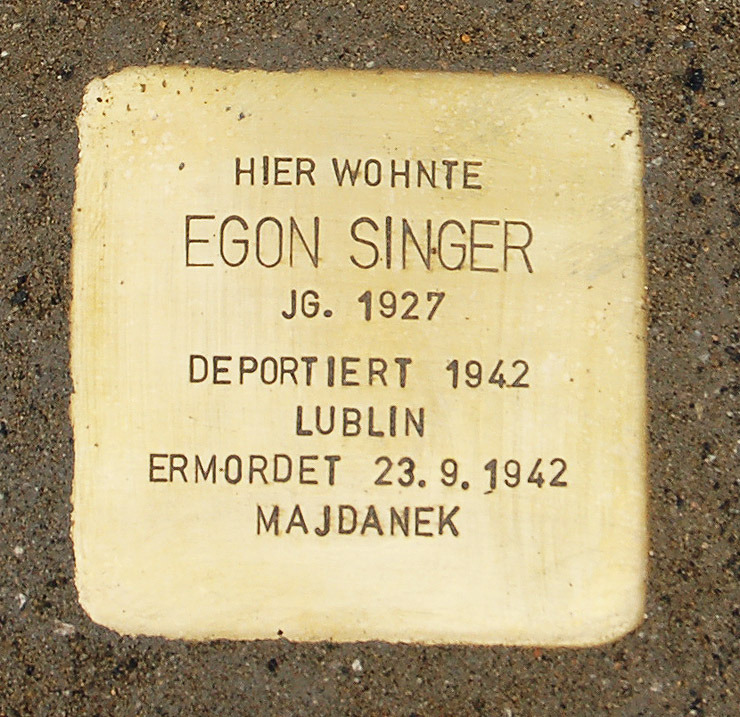 HIER WOHNTE
EGON SINGER
JG. 1927
DEPORTIERT 1942
LUBLIN
ERMORDET 23.9.1942
MAJDANEK